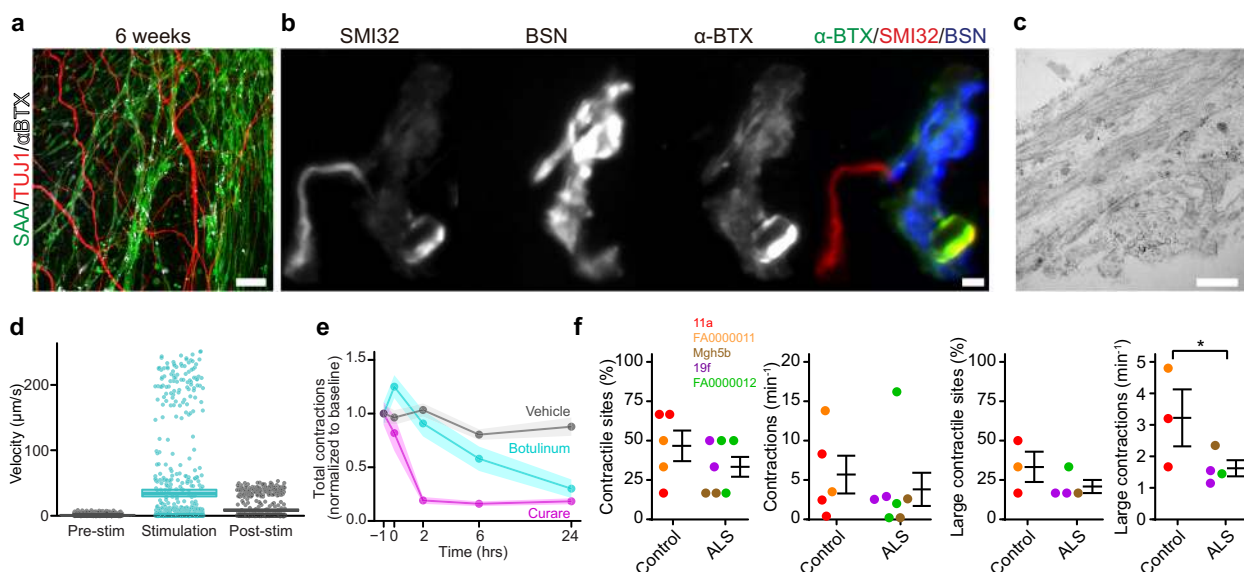 a
6 weeks
SAA/TUJ1/αBTX
b
SMI32
BSN
α-BTX
α-BTX/SMI32/BSN
c
d
Velocity (µm/s)
200
100
0
Pre-stim
Stimulation
Post-stim
e
Total contractions
(normalized to baseline)
1.5
1.0
0.5
0.0
Vehicle
Botulinum
Curare
−1 0 2 6 24
Time (hrs)
f
11a
FA0000011
Mgh5b
19f
FA0000012
Contractile sites (%)
100
75
50
25
0
Control
ALS
Contractions (min-1)
20
15
10
5
0
Control
ALS
Large contractile sites (%)
100
75
50
25
0
Control
ALS
Large contractions (min-1)
*
5
4
3
2
1
0
Control
ALS